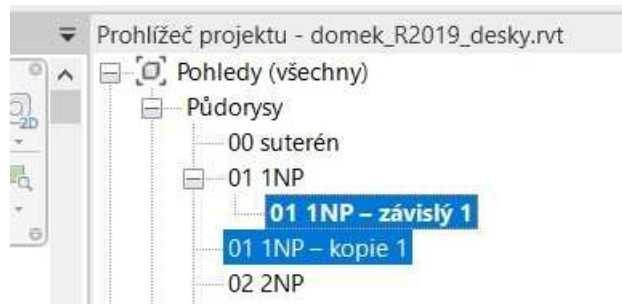 Prohlížeč projektu - domek_R2019_desky.rvt
Pohledy (všechny)
Půdorysy
00 suterén
01 1NP
01 1NP – závislý 1
01 1NP – kopie 1
02 2NP
2D